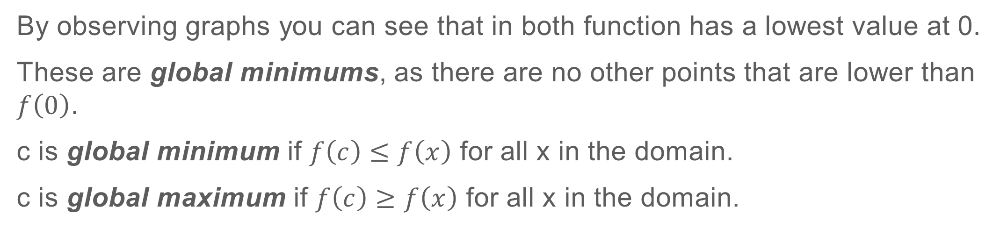 By observing graphs you can see that in both function has a lowest value at 0.
These are global minimums, as there are no other points that are lower than
f(0).
c is global minimum if f(c) ≤ f(x) for all x in the domain.
c is global maximum if f(c) ≥ f(x) for all x in the domain.